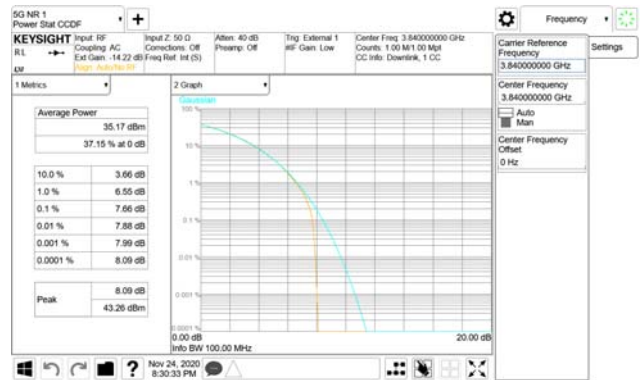 5G NR 1
Power Stat CCDF
Frequency
KEYSIGHT
RL
Input: RF
Coupling: AC
Ext Gain: -14.22 dB
Align: Auto/No RF
Input Z: 50 Ω
Corrections: Off
Freq Ref: Int (S)
Atten: 40 dB
Preamp: Off
Trig: External 1
#IF Gain: Low
Center Freq: 3.840000000 GHz
Counts: 1.00 M/1.00 Mpt
CC Info: Downlink, 1 CC
Carrier Reference
Frequency
3.840000000 GHz
Settings
Center Frequency
3.840000000 GHz
Auto
Man
Center Frequency
Offset
0 Hz
1 Metrics
Average Power
35.17 dBm
37.15 % at 0 dB
10.0 % 3.66 dB
1.0 % 6.55 dB
0.1 % 7.66 dB
0.01 % 7.88 dB
0.001 % 7.99 dB
0.0001 % 8.09 dB
Peak
8.09 dB
43.26 dBm
2 Graph
Gaussian
100 %
10 %
1 %
0.1 %
0.01 %
0.001 %
0.0001 %
0.00 dB
20.00 dB
Info BW 100.00 MHz
Nov 24, 2020
8:30:33 PM